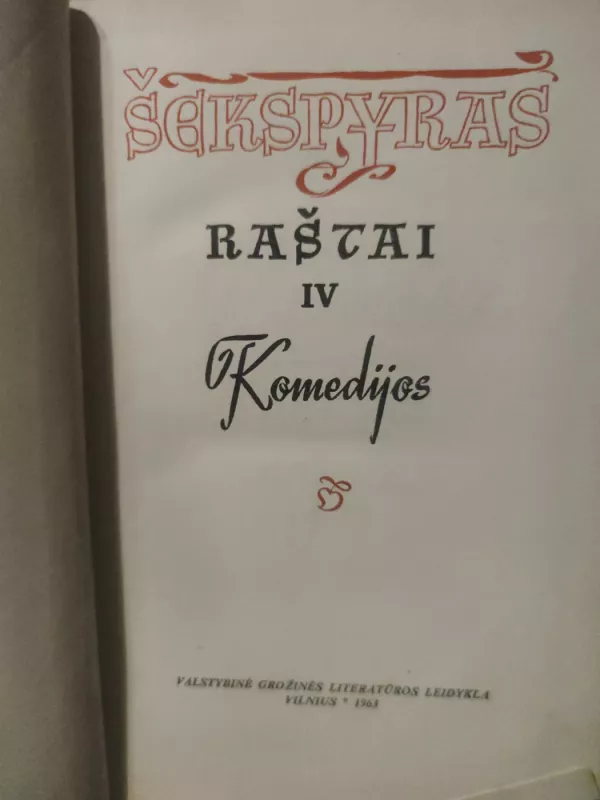 ŠEKSPYRAS
RAŠTAI
IV
Komedijos
VALSTYBINĖ GROŽINĖS LITERATŪROS LEIDYKLA
VILNIUS * 1963